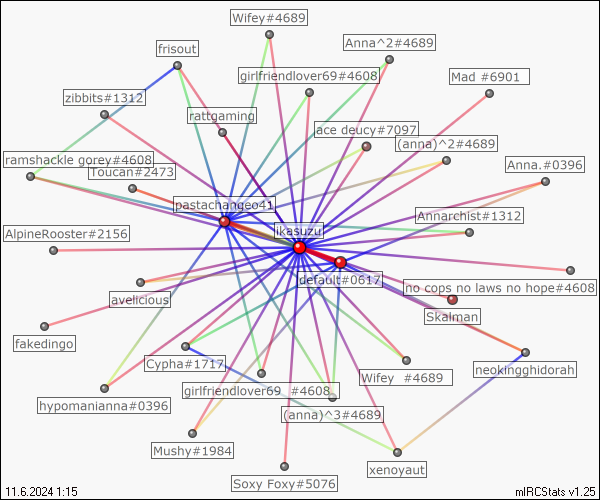 Wifey#4689
frisout
Anna^2#4689
girlfriendlover69#4608
Mad #6901
zibbits#1312
rattgaming
ace deucy#7097
(anna)^2#4689
ramshackle gorey#4608
Toucan#2473
Anna.#0396
pastachangeo41
Annarchist#1312
AlpineRooster#2156
ikasuzu
default#0617
no cops no laws no hope#4608
avelicious
Skalman
fakedingo
Cypha#1717
neokingghidorah
girlfriendlover69 #4608
Wifey #4689
hypomanianna#0396
(anna)^3#4689
Mushy#1984
xenoyaut
Soxy Foxy#5076
11.6.2024 1:15
mIRCStats v1.25